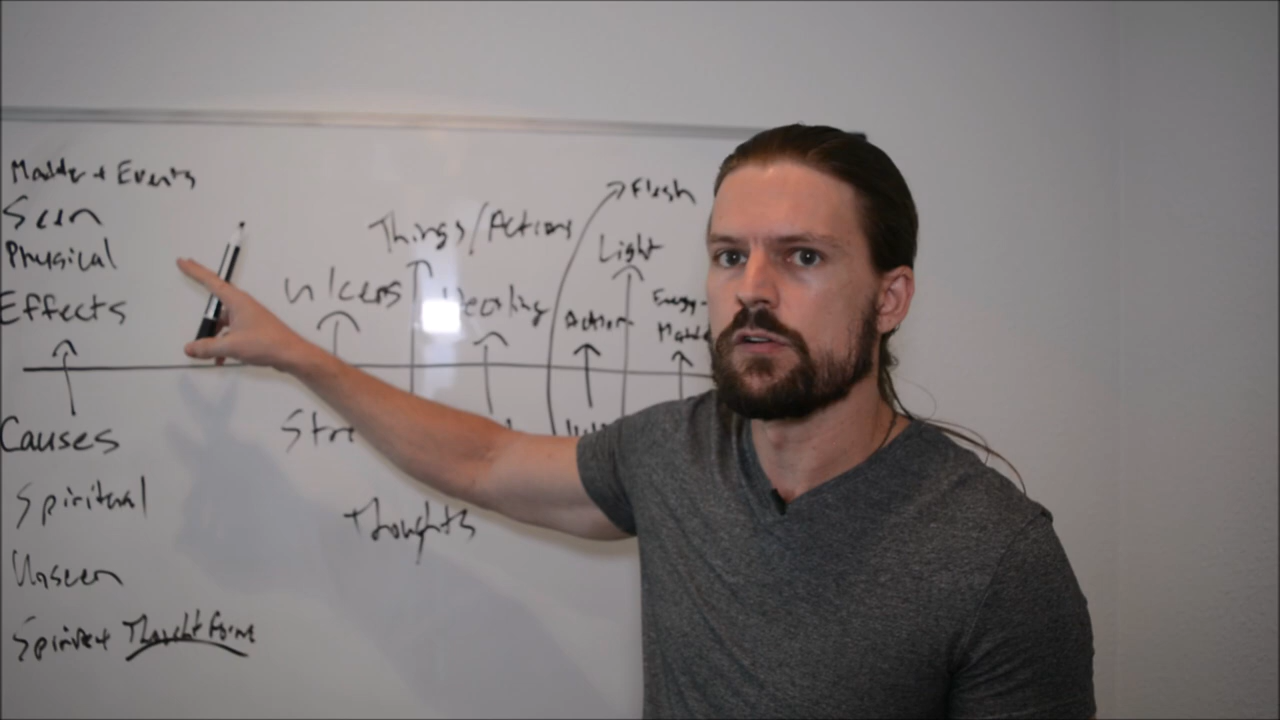 Matter + Events
Seen
Physical
Effects
Things/Actions
Flesh
Light
Ulcers
Healing
Action
Energy-
Causes
Spiritual
Unseen
Thoughts
Spirit + Thought Form